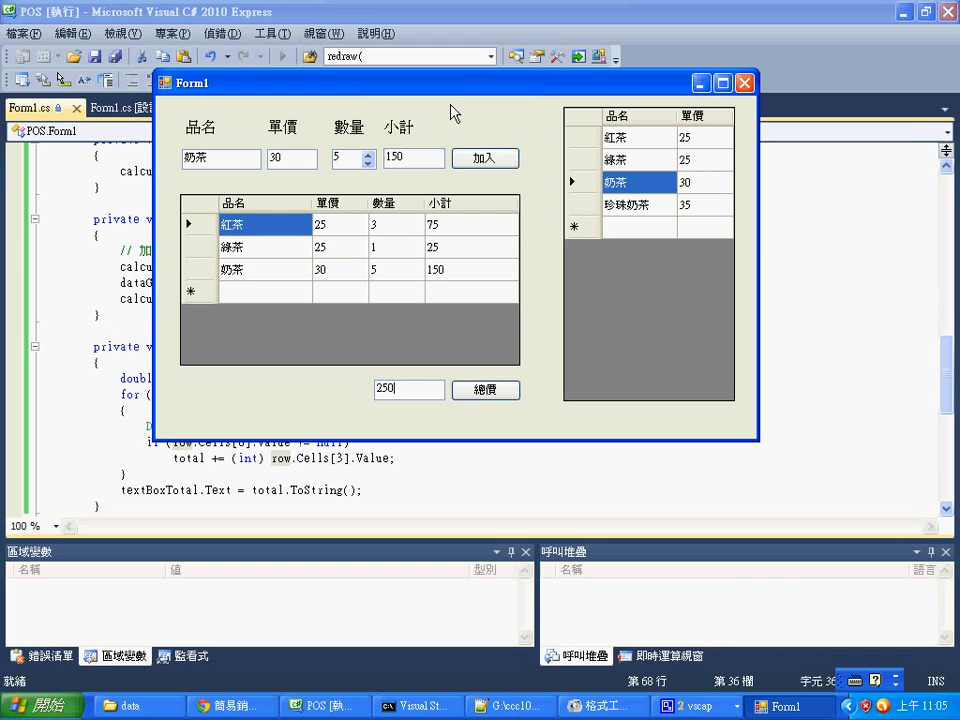 POS [執行] - Microsoft Visual C# 2010 Express
檔案(F) 編輯(E) 檢視(V) 專案(P) 偵錯(D) 工具(T) 視窗(W) 說明(H)
redraw(
Form1
Form1.cs
Form1.cs [設
POS.Form1
品名 單價 數量 小計
奶茶 30 5 150 加入
品名 單價
紅茶 25
綠茶 25
奶茶 30
珍珠奶茶 35
品名 單價 數量 小計
紅茶 25 3 75
綠茶 1 25 25
奶茶 30 5 150
250 總價
{
calcu
}
private v
{
// 加
calcu
dataG
calcu
}
private v
{
doubl
for (
{
total += (int) row.Cells[3].Value;
}
textBoxTotal.Text = total.ToString();
}
100 %
區域變數
名稱 值 型別
呼叫堆疊
名稱 語言
錯誤清單 區域變數 監看式
呼叫堆疊 即時運算視窗
就緒 第 68 行 第 36 欄 字元 36 INS
開始 data 簡易銷... POS [執... Visual St... G:\ccc10... 格式工... 2 vscap Form1 上午 11:05